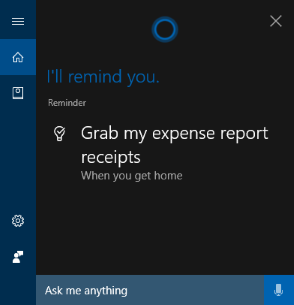 I'll remind you.
Reminder
Grab my expense report
receipts
When you get home
Ask me anything